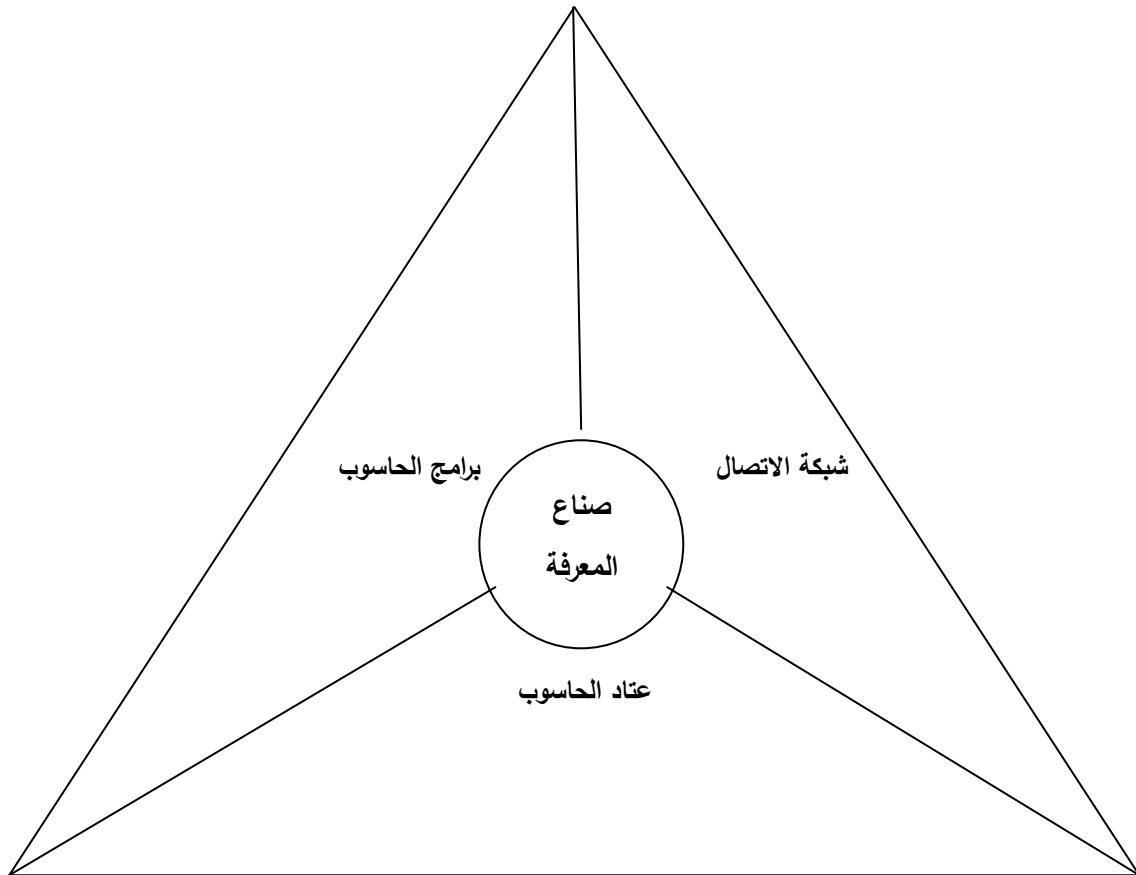 شبكة الاتصال
برامج الحاسوب
صناع
المعرفة
عتاد الحاسوب